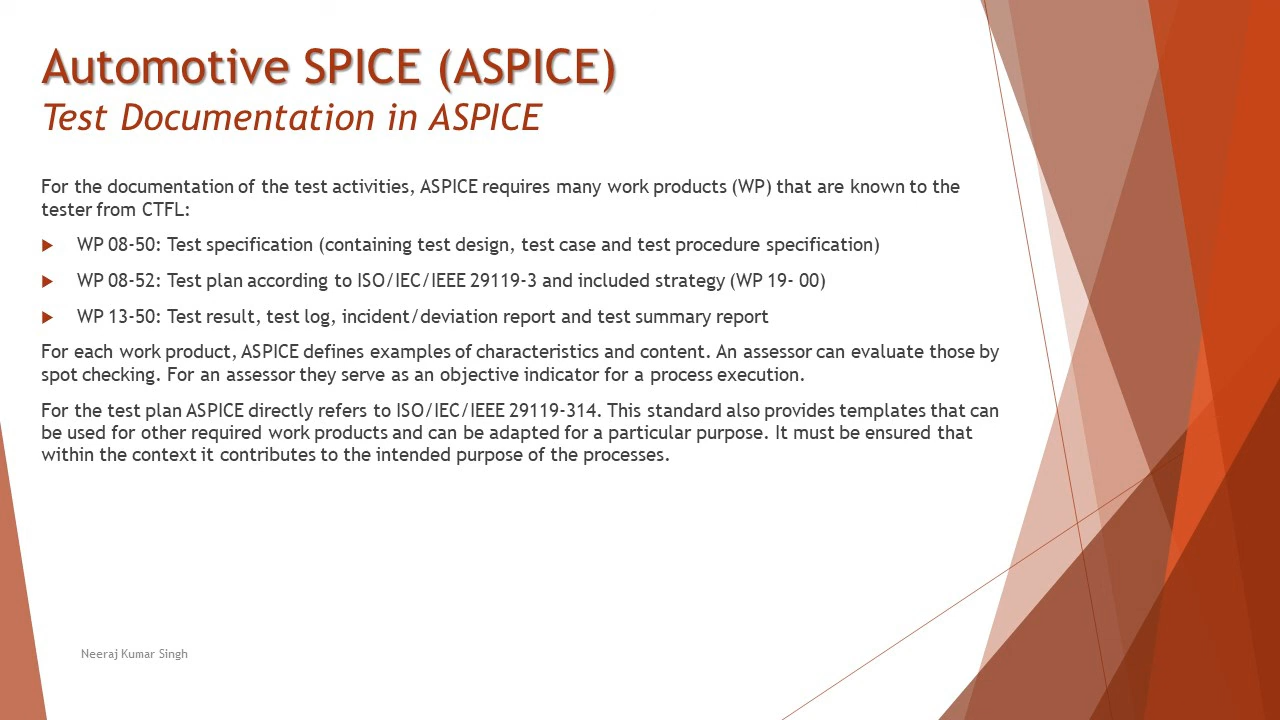 Automotive SPICE (ASPICE)
Test Documentation in ASPICE
For the documentation of the test activities, ASPICE requires many work products (WP) that are known to the
tester from CTFL:
WP 08-50: Test specification (containing test design, test case and test procedure specification)
WP 08-52: Test plan according to ISO/IEC/IEEE 29119-3 and included strategy (WP 19- 00)
WP 13-50: Test result, test log, incident/deviation report and test summary report
For each work product, ASPICE defines examples of characteristics and content. An assessor can evaluate those by
spot checking. For an assessor they serve as an objective indicator for a process execution.
For the test plan ASPICE directly refers to ISO/IEC/IEEE 29119-314. This standard also provides templates that can
be used for other required work products and can be adapted for a particular purpose. It must be ensured that
within the context it contributes to the intended purpose of the processes.
Neeraj Kumar Singh